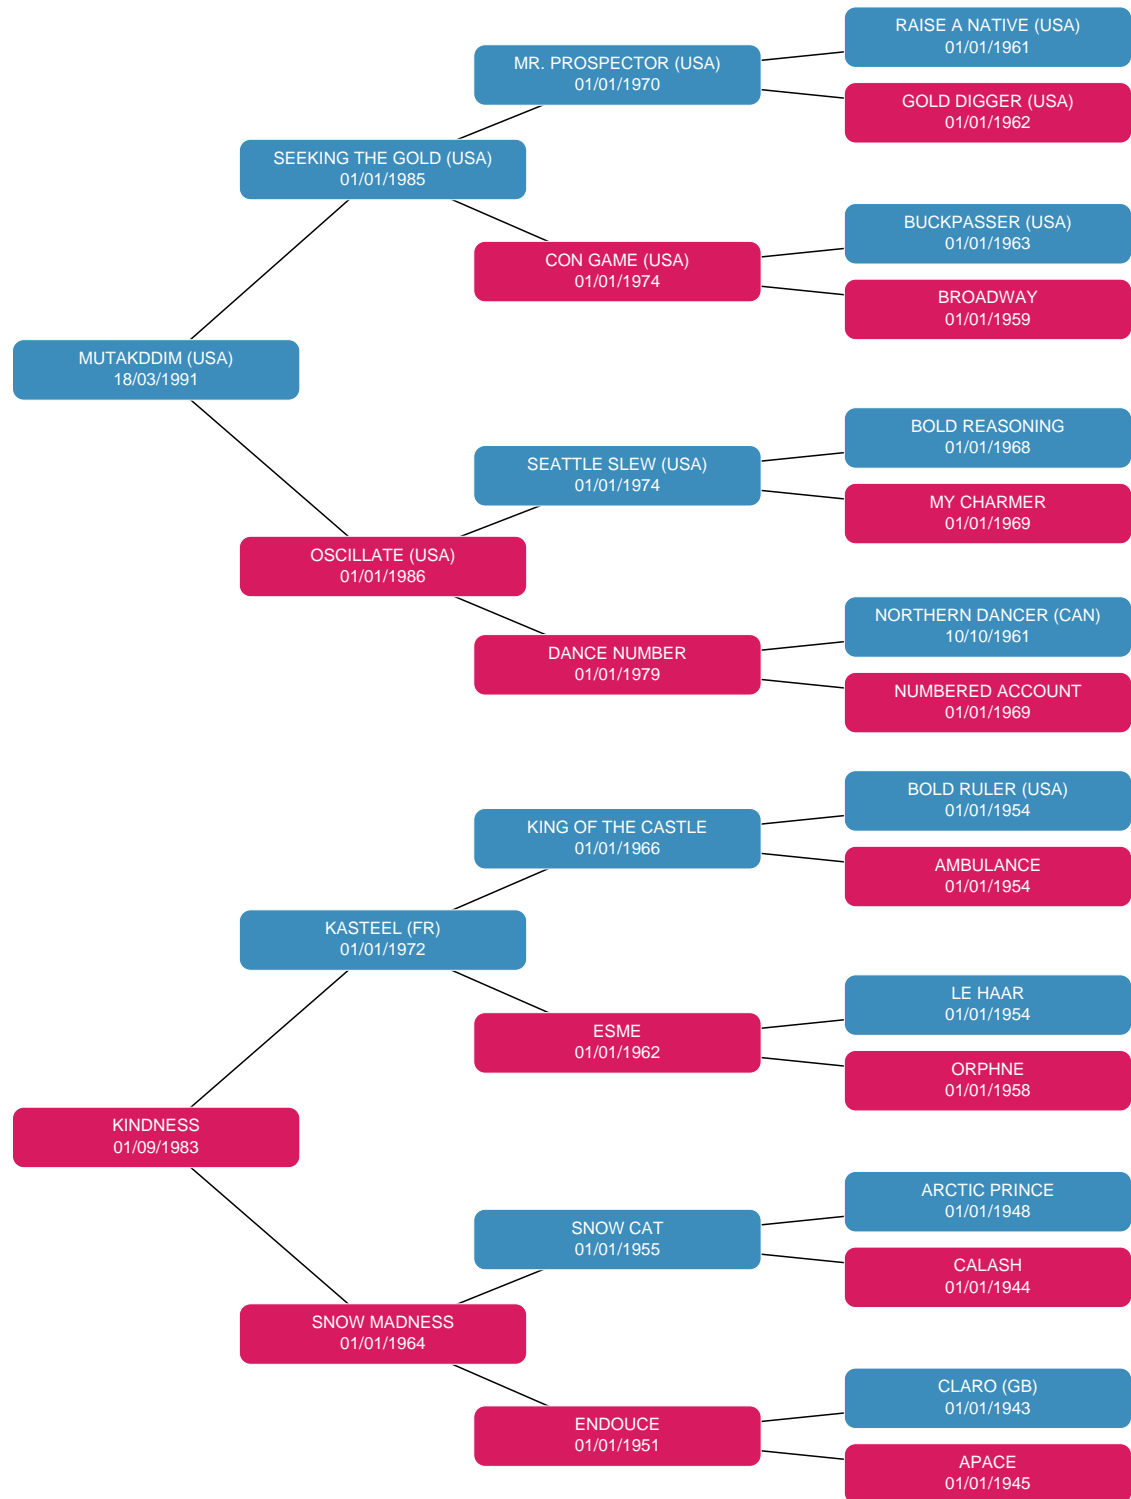 RAISE A NATIVE (USA)
01/01/1961
MR. PROSPECTOR (USA)
01/01/1970
GOLD DIGGER (USA)
01/01/1962
SEEKING THE GOLD (USA)
01/01/1985
BUCKPASSER (USA)
01/01/1963
CON GAME (USA)
01/01/1974
BROADWAY
01/01/1959
MUTAKDDIM (USA)
18/03/1991
BOLD REASONING
01/01/1968
SEATTLE SLEW (USA)
01/01/1974
MY CHARMER
01/01/1969
OSCILLATE (USA)
01/01/1986
NORTHERN DANCER (CAN)
10/10/1961
DANCE NUMBER
01/01/1979
NUMBERED ACCOUNT
01/01/1969
BOLD RULER (USA)
01/01/1954
KING OF THE CASTLE
01/01/1966
AMBULANCE
01/01/1954
KASTEEL (FR)
01/01/1972
LE HAAR
01/01/1954
ESME
01/01/1962
ORPHNE
01/01/1958
KINDNESS
01/09/1983
ARCTIC PRINCE
01/01/1948
SNOW CAT
01/01/1955
CALASH
01/01/1944
SNOW MADNESS
01/01/1964
CLARO (GB)
01/01/1943
ENDOUCE
01/01/1951
APACE
01/01/1945